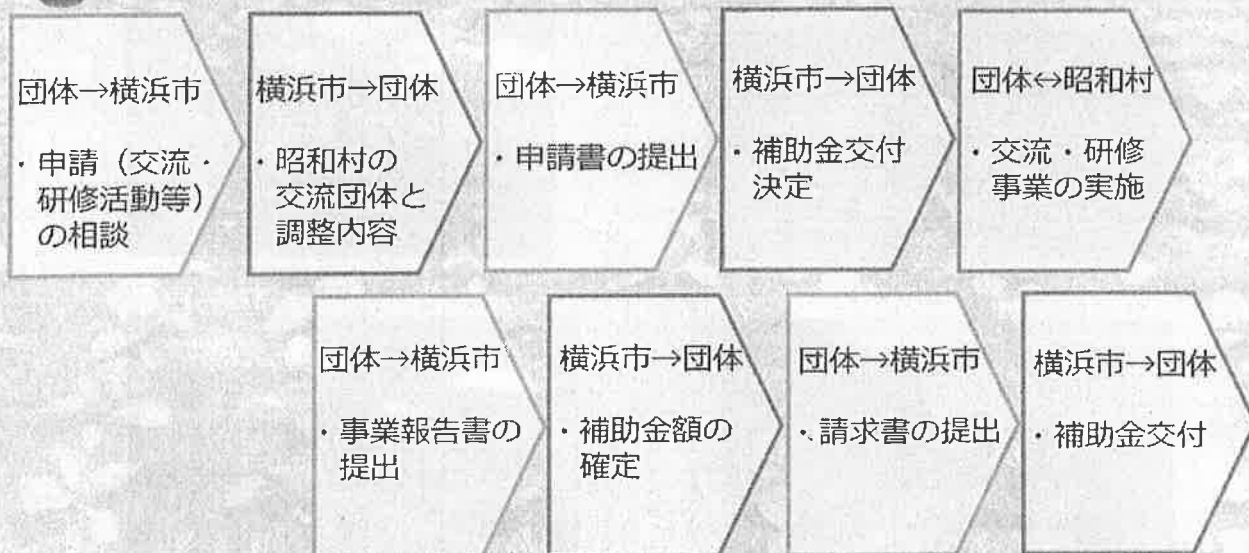 団体→横浜市
・申請（交流・
研修活動等）
の相談
横浜市→団体
・昭和村の
交流団体と
調整内容
団体→横浜市
・申請書の提出
横浜市→団体
・補助金交付
決定
団体↔昭和村
・交流・研修
事業の実施
団体→横浜市
・事業報告書の
提出
横浜市→団体
・補助金額の
確定
団体→横浜市
・請求書の提出
横浜市→団体
・補助金交付